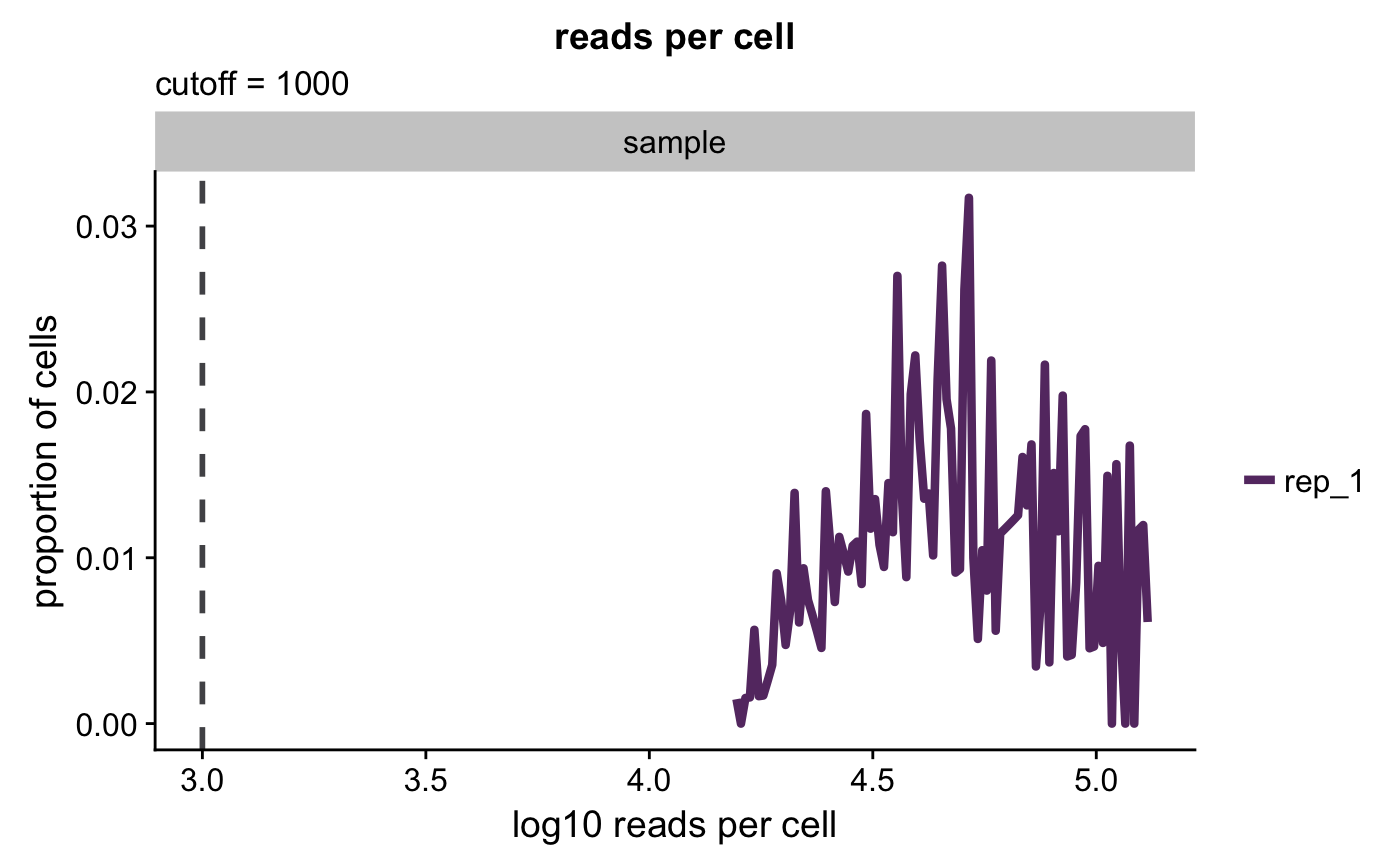 reads per cell
cutoff = 1000
sample
0.03
0.02
0.01
0.00
proportion of cells
3.0 3.5 4.0 4.5 5.0
log10 reads per cell
rep_1